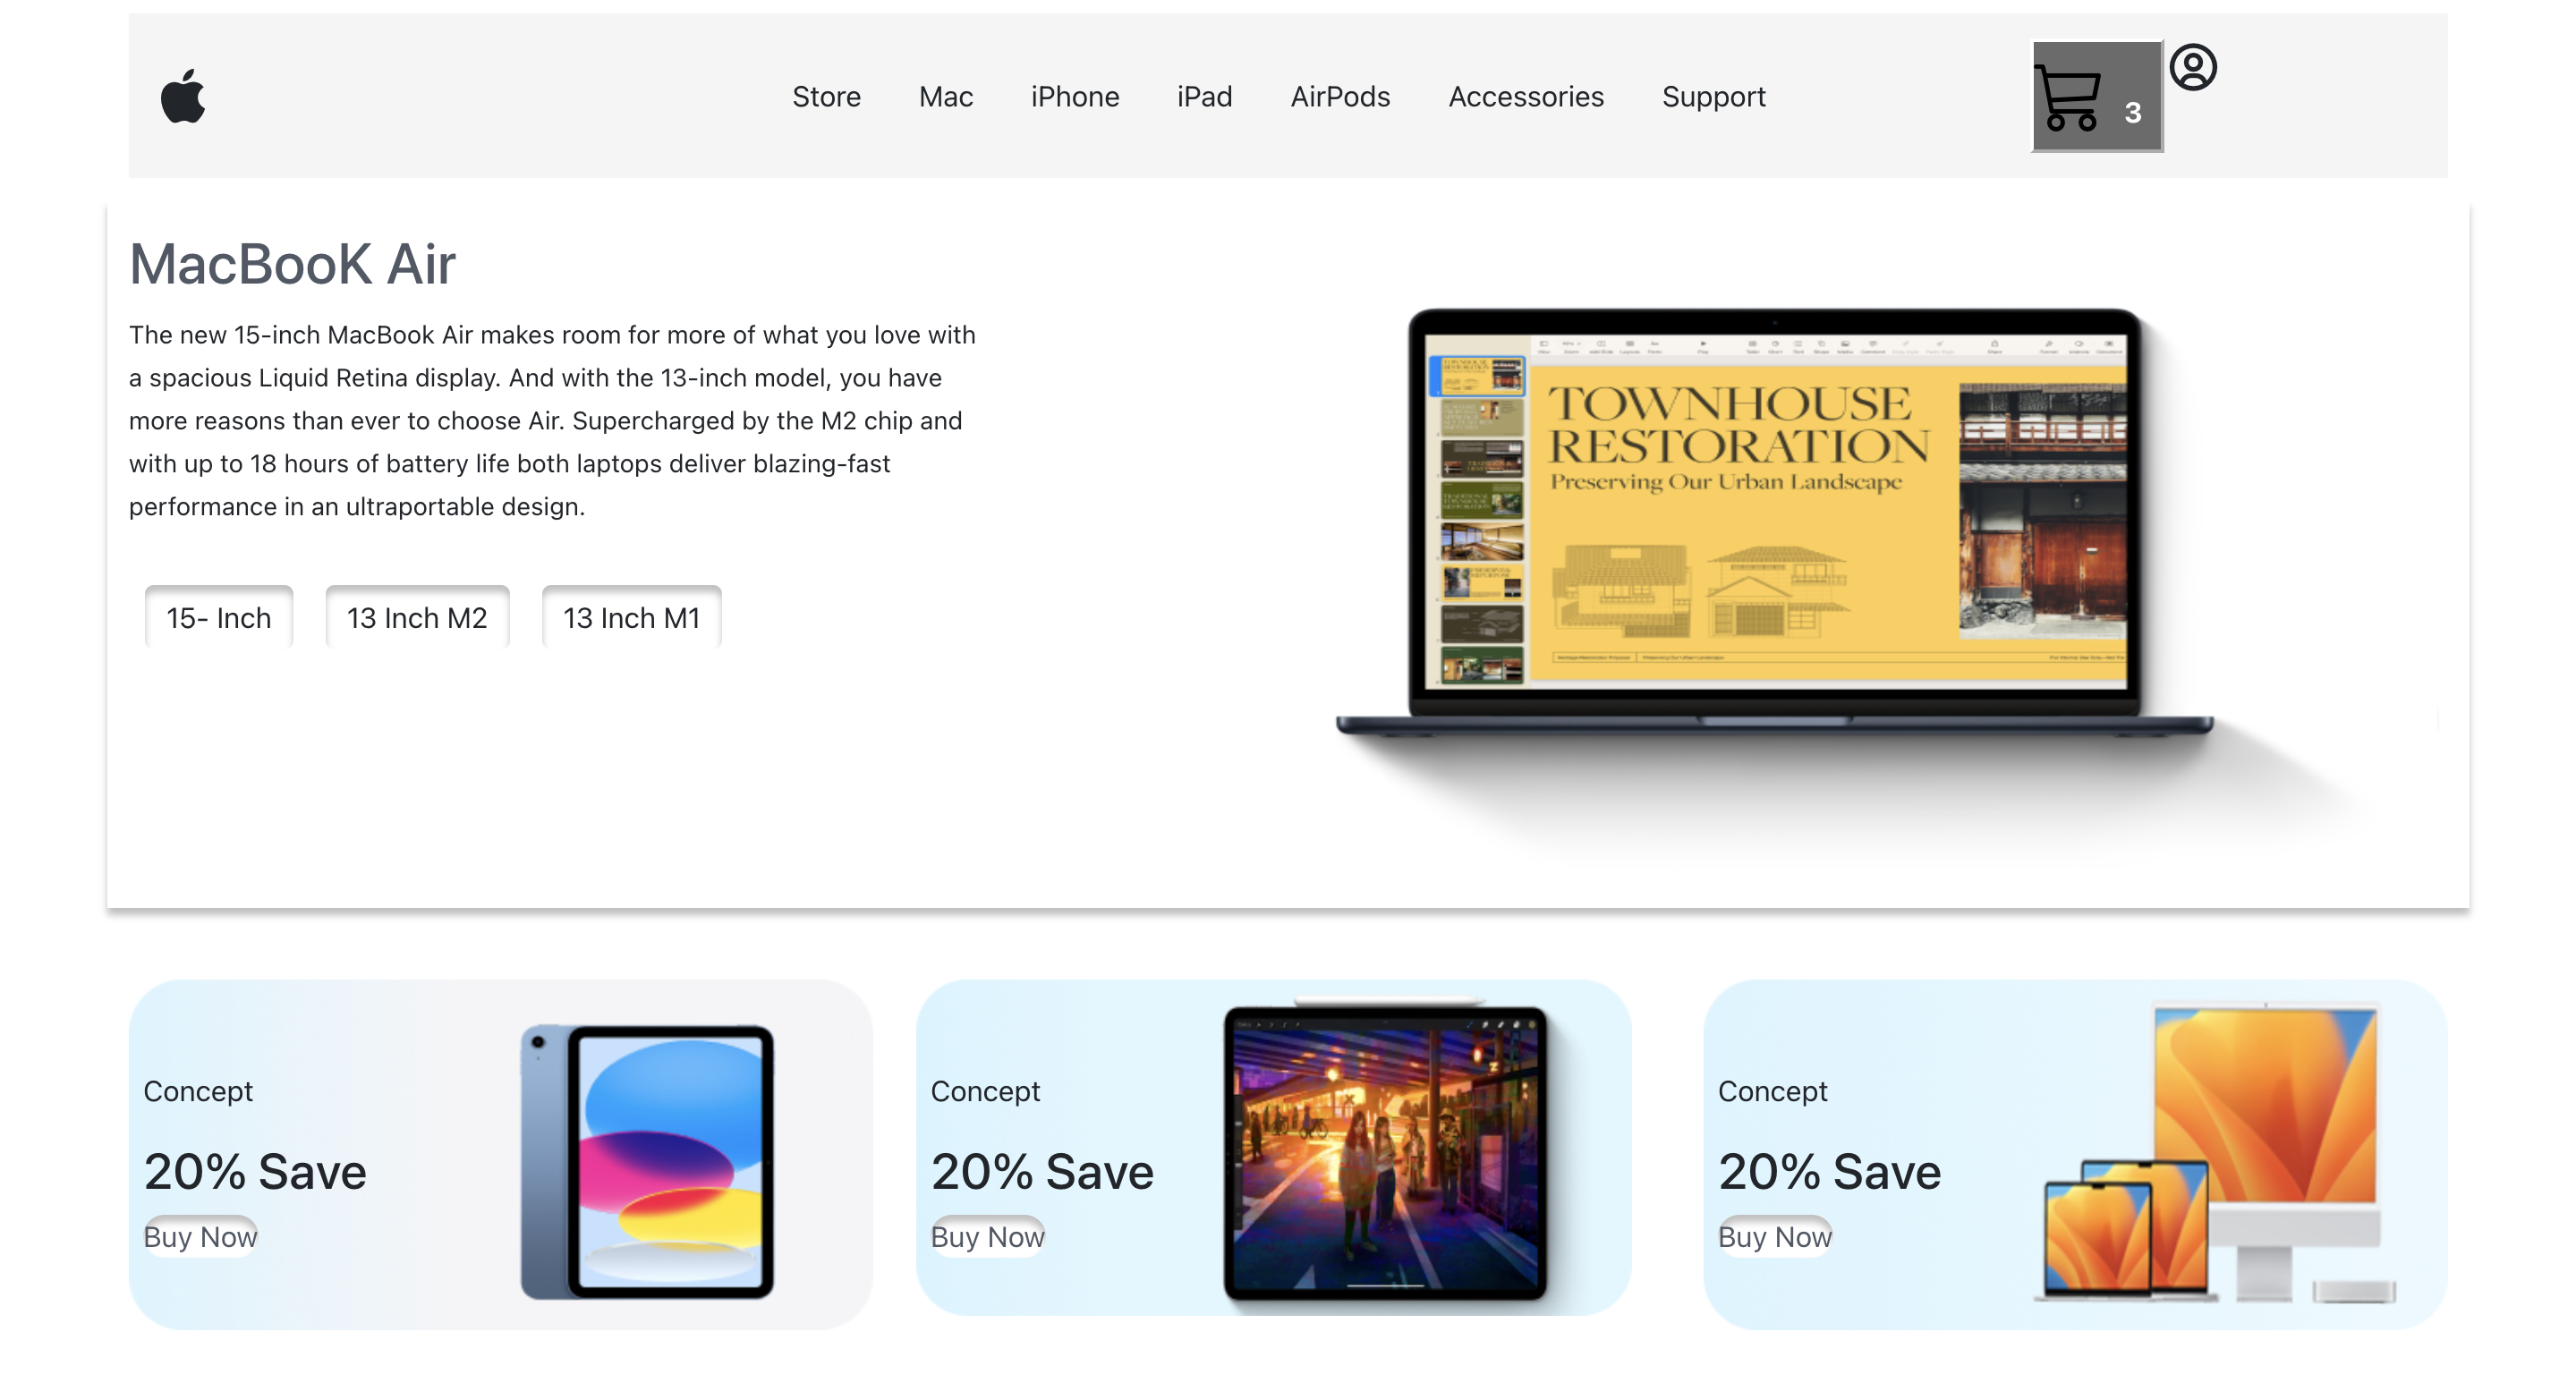 Store Mac iPhone iPad AirPods Accessories Support 3
MacBooK Air
The new 15-inch MacBook Air makes room for more of what you love with
a spacious Liquid Retina display. And with the 13-inch model, you have
more reasons than ever to choose Air. Supercharged by the M2 chip and
with up to 18 hours of battery life both laptops deliver blazing-fast
performance in an ultraportable design.
15- Inch 13 Inch M2 13 Inch M1
TOWNHOUSE
RESTORATION
Preserving Our Urban Landscape
Concept
20% Save
Buy Now
Concept
20% Save
Buy Now
Concept
20% Save
Buy Now